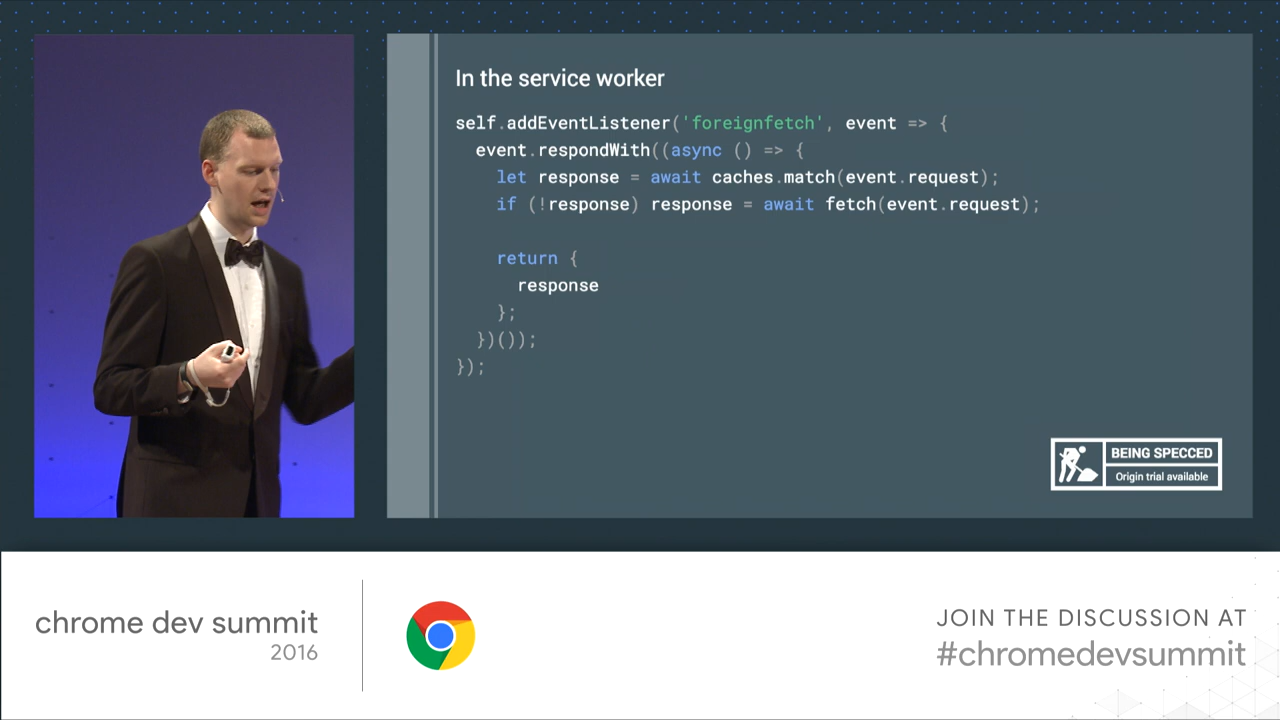 In the service worker
self.addEventListener('foreignfetch', event => {
  event.respondWith((async () => {
    let response = await caches.match(event.request);
    if (!response) response = await fetch(event.request);

    return {
      response
    };
  })());
});
BEING SPECCED
Origin trial available
chrome dev summit
2016
JOIN THE DISCUSSION AT
#chromedevsummit